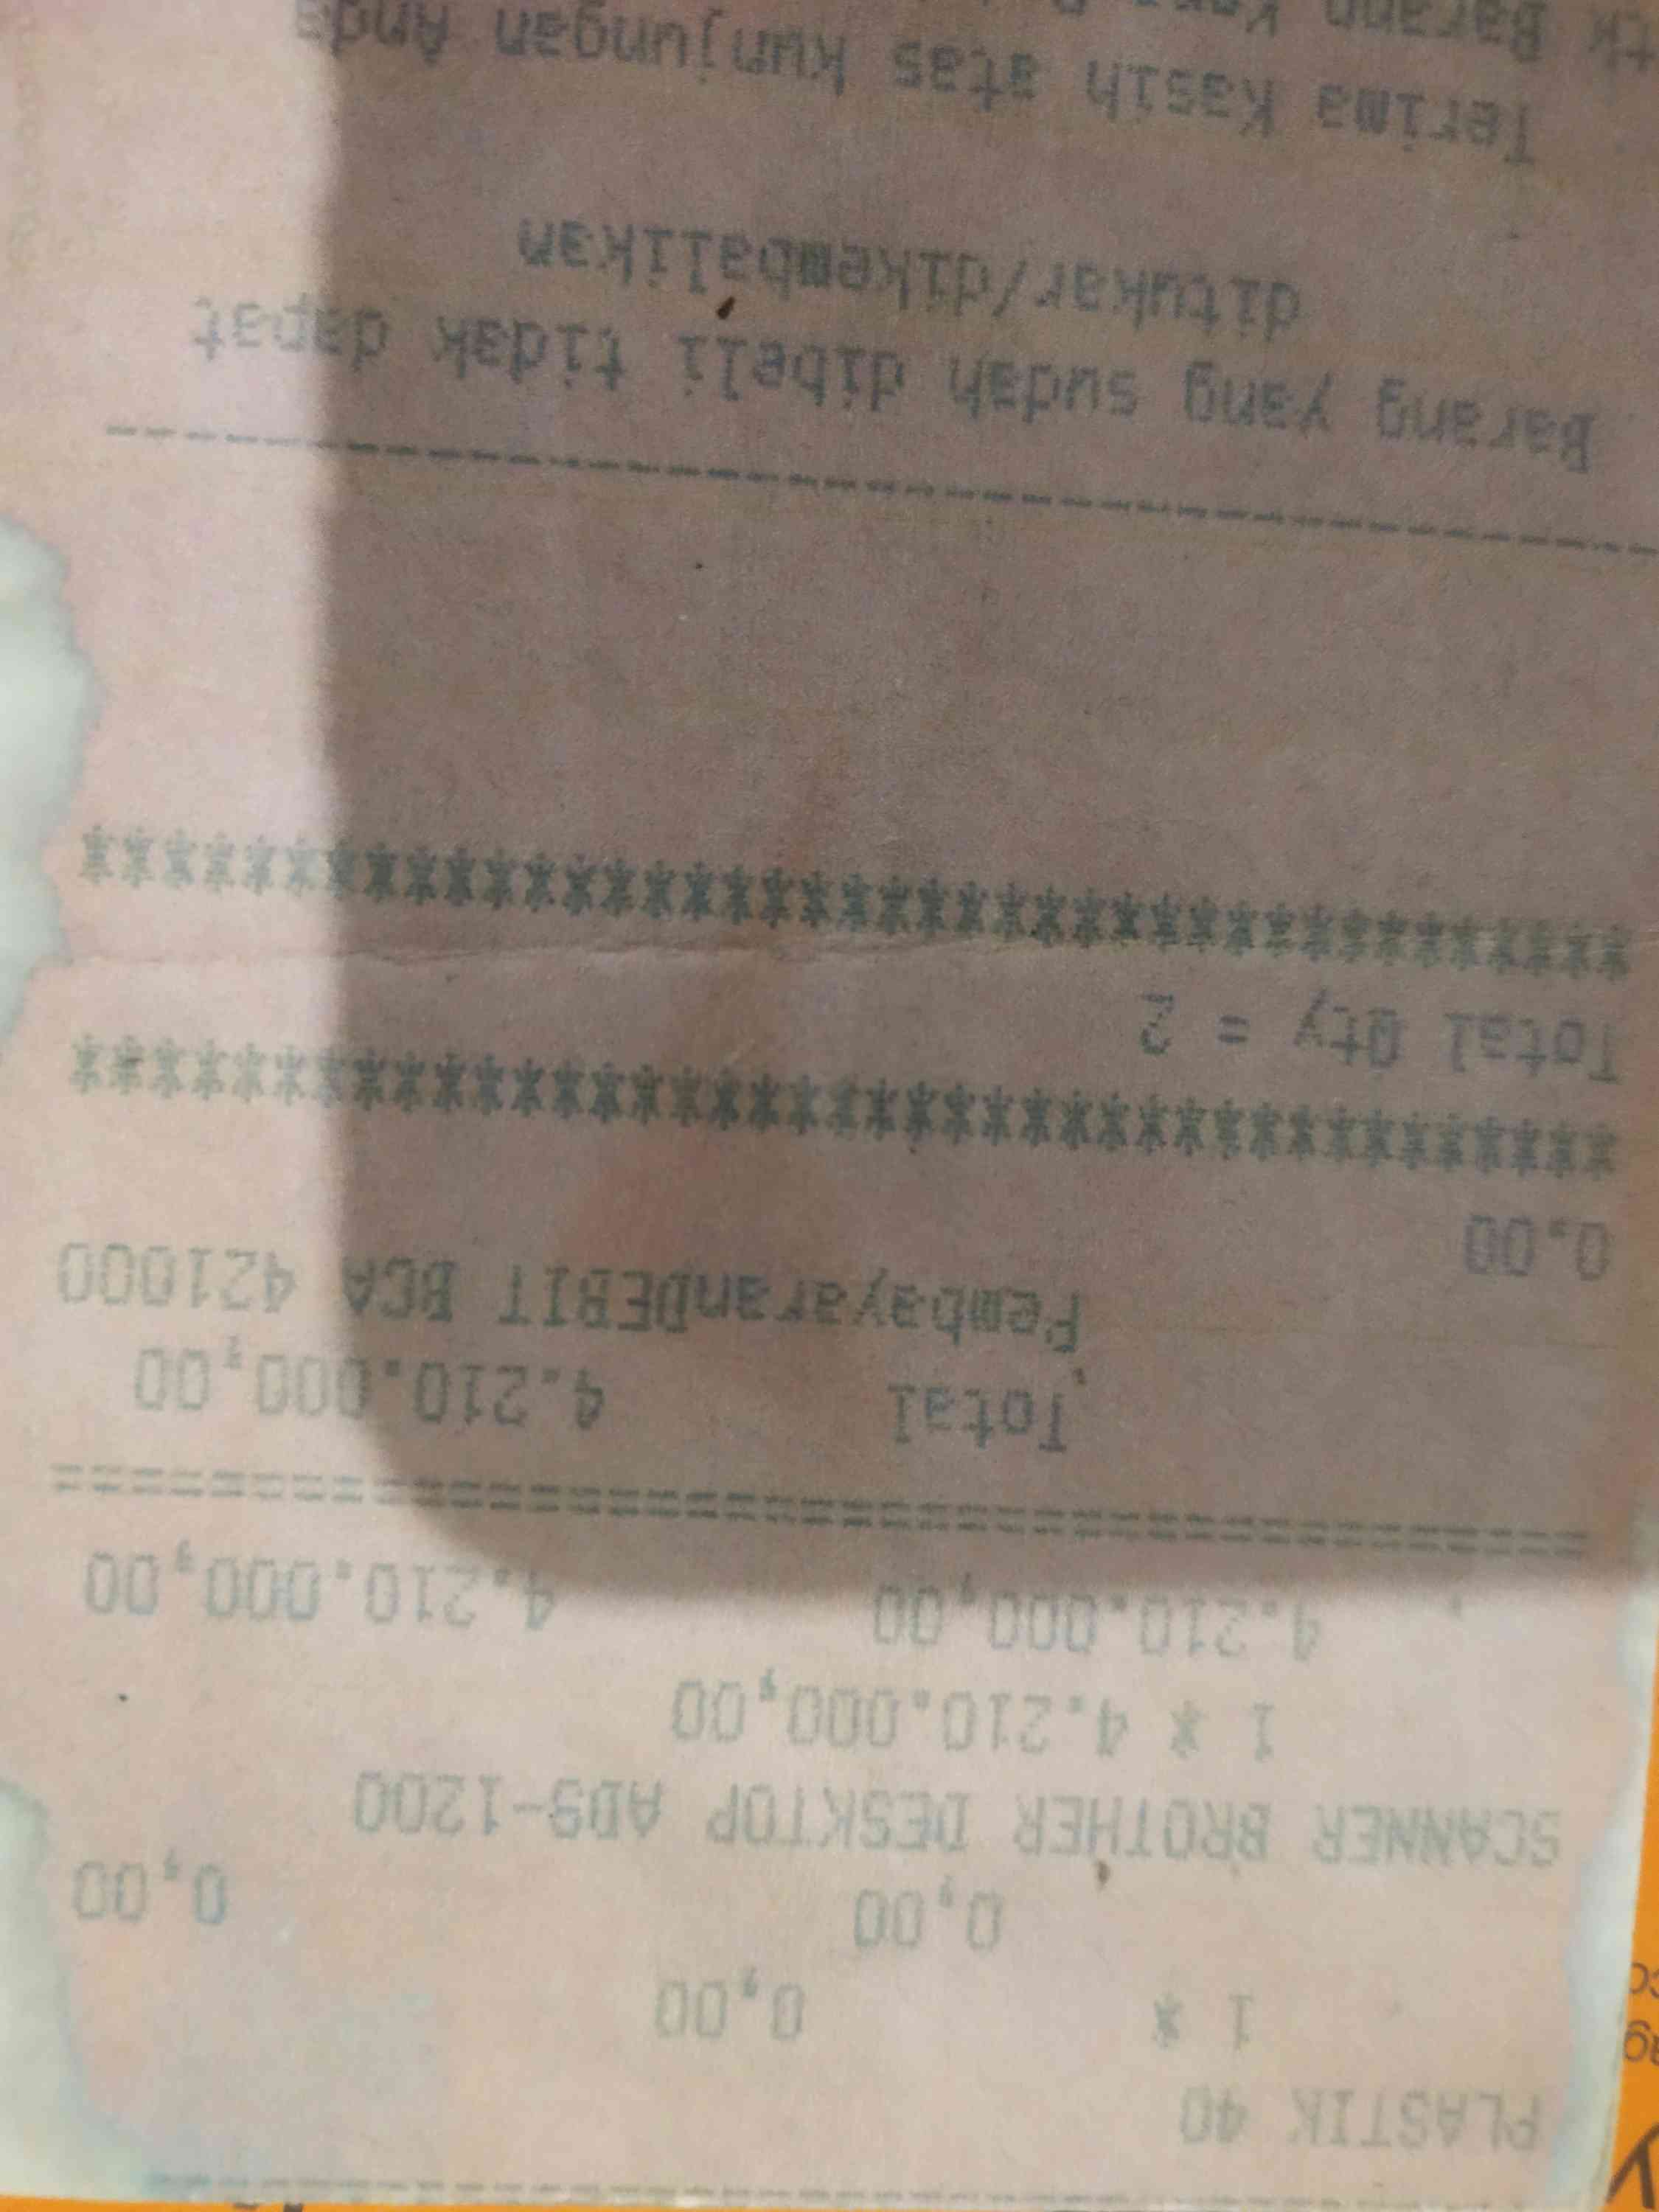 PLASTIK 40
1 * 0,00
0,00 0,00
SCANNER BROTHER DESKTOP ADS-1200
1 * 4.210.000,00
4.210.000,00 4.210.000,00
================================
Total 4.210.000,00
PembayaranDEBIT BCA 421000
0.00
****************************************
Total Qty = 2
****************************************
----------------------------------------
Barang yang sudah dibeli tidak dapat
ditukar/dikembalikan
Terima Kasih atas kunjungan Anda
Barang